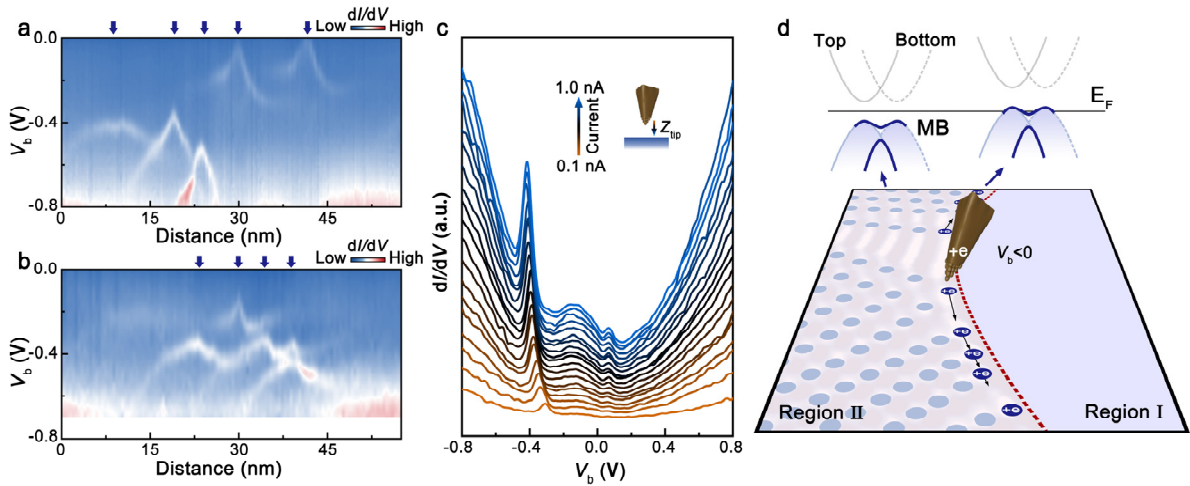 a
dI/dV
Low High
0.0
-0.4
-0.8
V_b (V)
0 15 30 45
Distance (nm)
b
dI/dV
Low High
0.0
-0.4
-0.8
V_b (V)
0 15 30 45
Distance (nm)
c
1.0 nA
Current
0.1 nA
Z_tip
dI/dV (a.u.)
-0.8 -0.4 0.0 0.4 0.8
V_b (V)
d
Top Bottom
E_F
MB
+e
V_b<0
+e
+e
+e
+e
+e
+e
Region II Region I